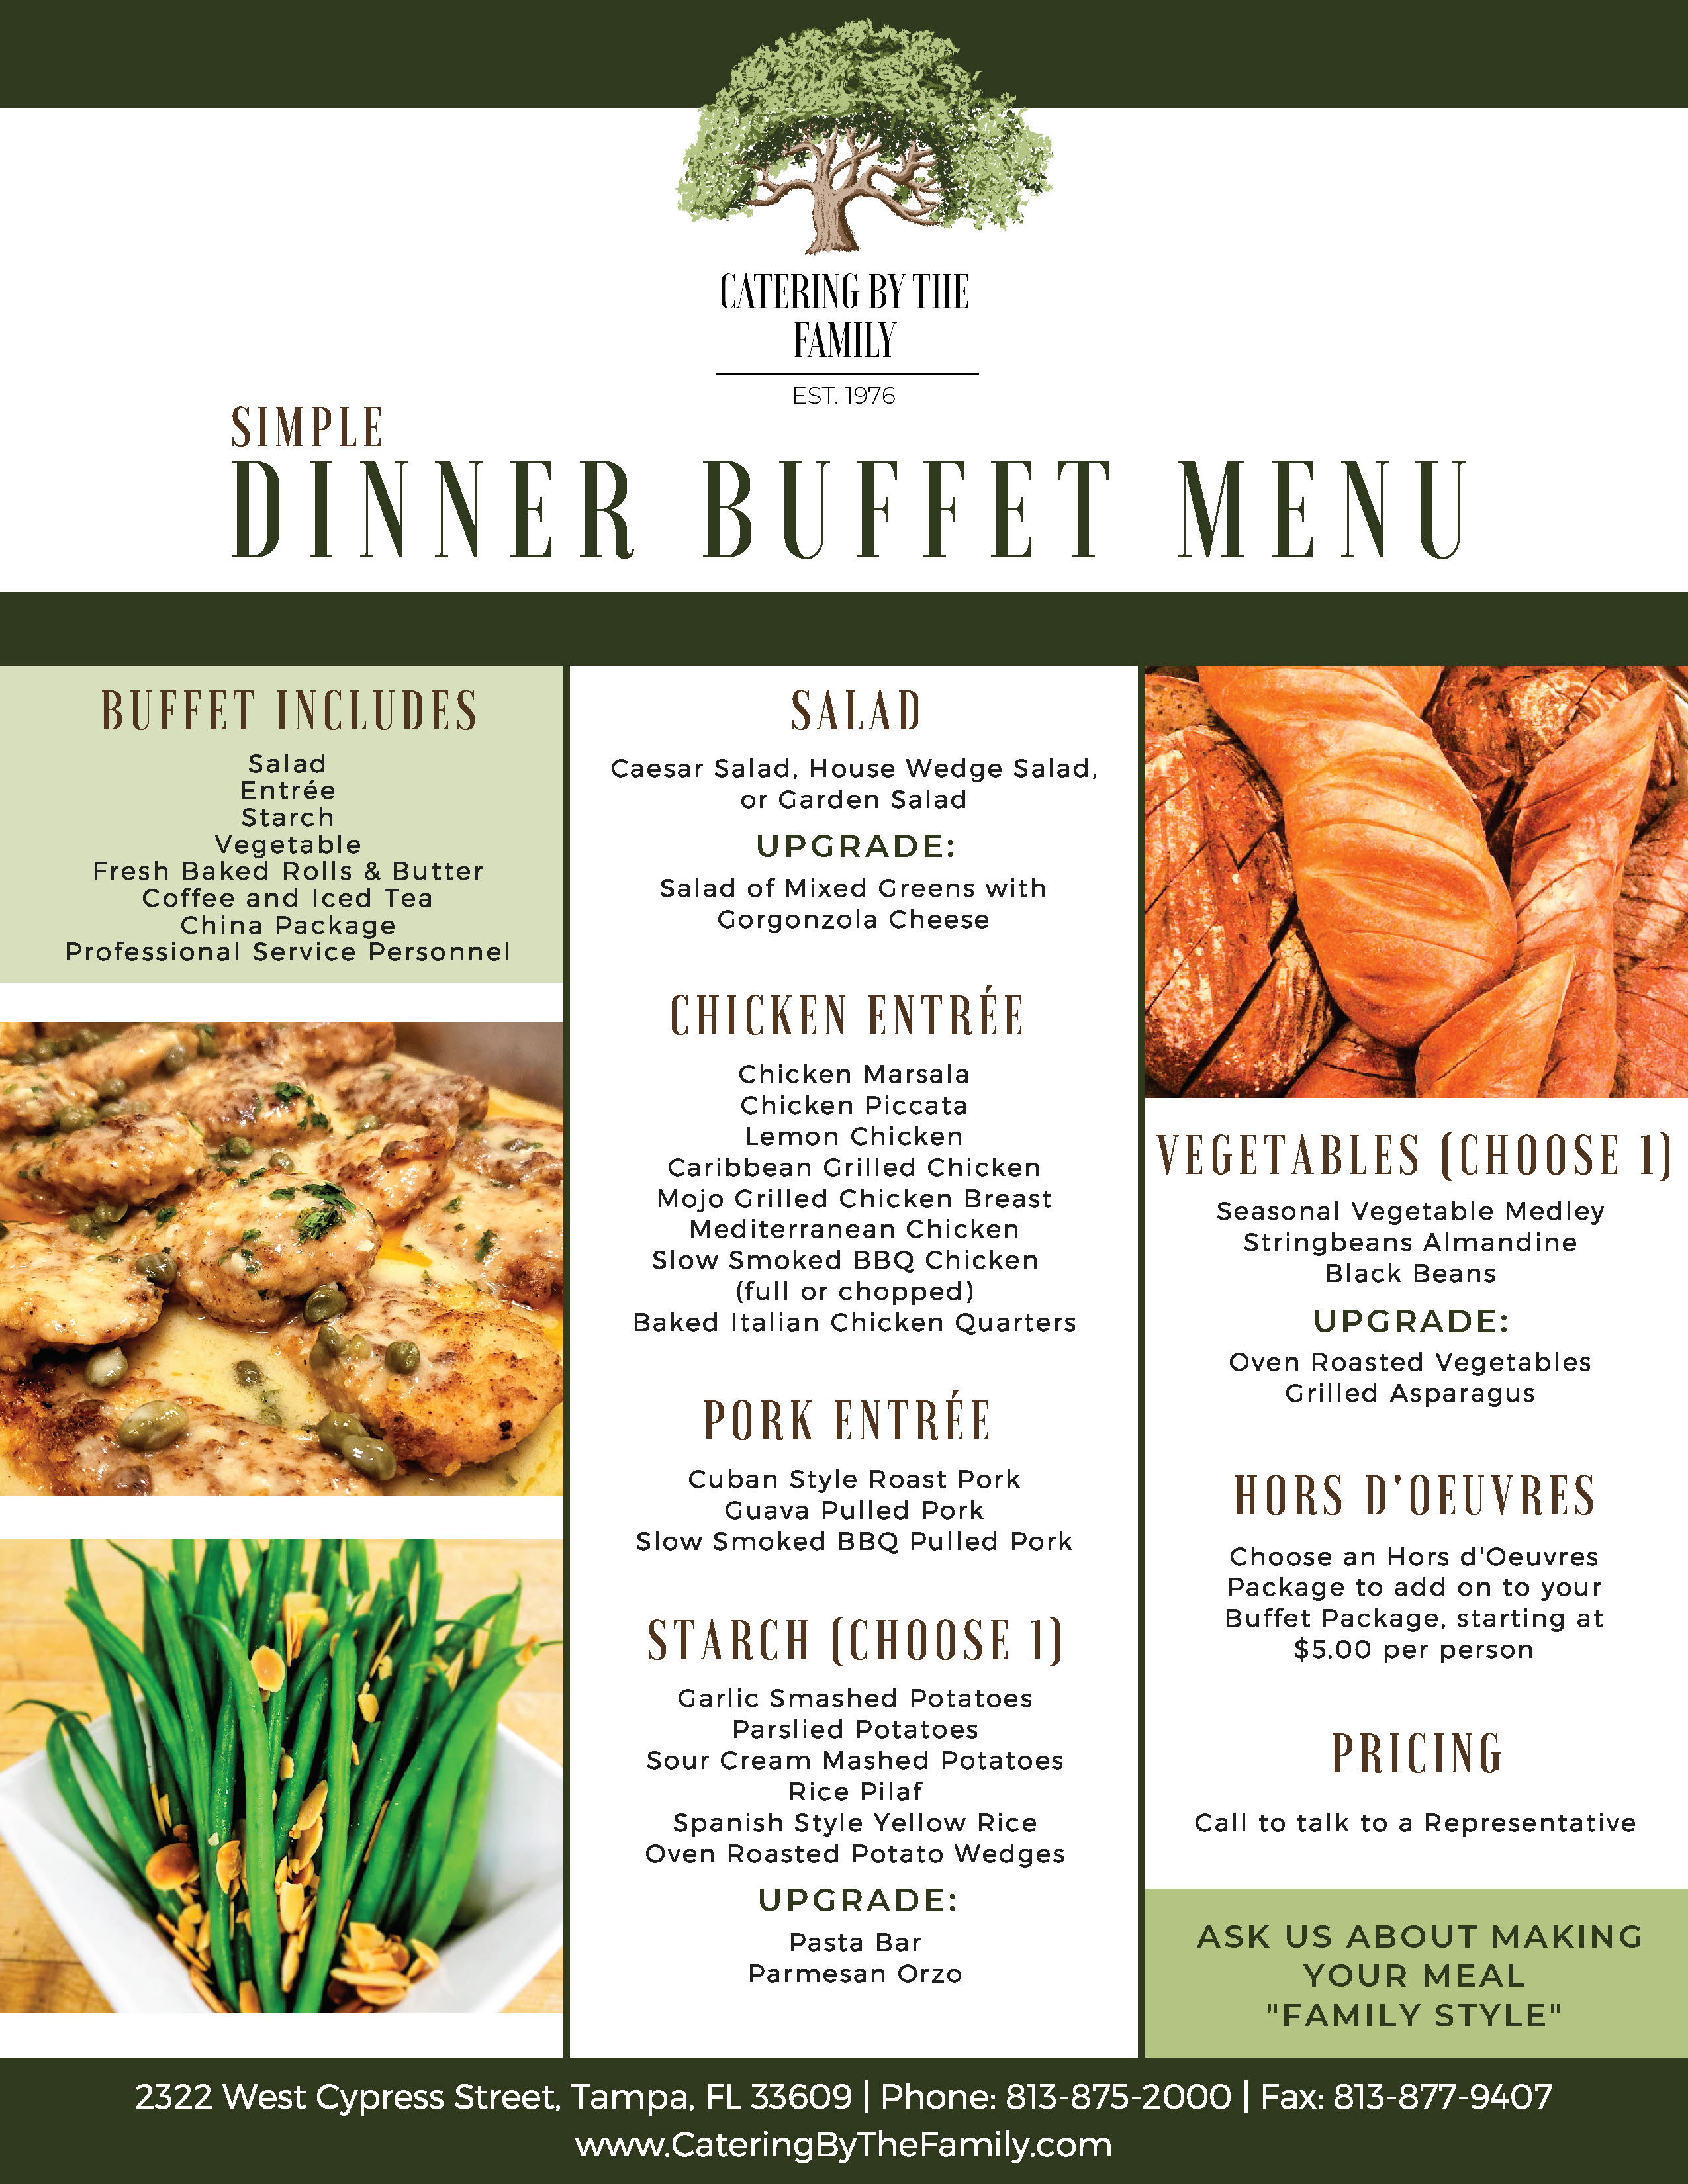 CATERING BY THE
FAMILY
EST. 1976
SIMPLE
DINNER BUFFET MENU
BUFFET INCLUDES
Salad
Entrée
Starch
Vegetable
Fresh Baked Rolls & Butter
Coffee and Iced Tea
China Package
Professional Service Personnel
SALAD
Caesar Salad, House Wedge Salad,
or Garden Salad
UPGRADE:
Salad of Mixed Greens with
Gorgonzola Cheese
CHICKEN ENTRÉE
Chicken Marsala
Chicken Piccata
Lemon Chicken
Caribbean Grilled Chicken
Mojo Grilled Chicken Breast
Mediterranean Chicken
Slow Smoked BBQ Chicken
(full or chopped)
Baked Italian Chicken Quarters
PORK ENTRÉE
Cuban Style Roast Pork
Guava Pulled Pork
Slow Smoked BBQ Pulled Pork
STARCH (CHOOSE 1)
Garlic Smashed Potatoes
Parslied Potatoes
Sour Cream Mashed Potatoes
Rice Pilaf
Spanish Style Yellow Rice
Oven Roasted Potato Wedges
UPGRADE:
Pasta Bar
Parmesan Orzo
VEGETABLES (CHOOSE 1)
Seasonal Vegetable Medley
Stringbeans Almandine
Black Beans
UPGRADE:
Oven Roasted Vegetables
Grilled Asparagus
HORS D'OEUVRES
Choose an Hors d'Oeuvres
Package to add on to your
Buffet Package, starting at
$5.00 per person
PRICING
Call to talk to a Representative
ASK US ABOUT MAKING
YOUR MEAL
"FAMILY STYLE"
2322 West Cypress Street, Tampa, FL 33609 | Phone: 813-875-2000 | Fax: 813-877-9407
www.CateringByTheFamily.com